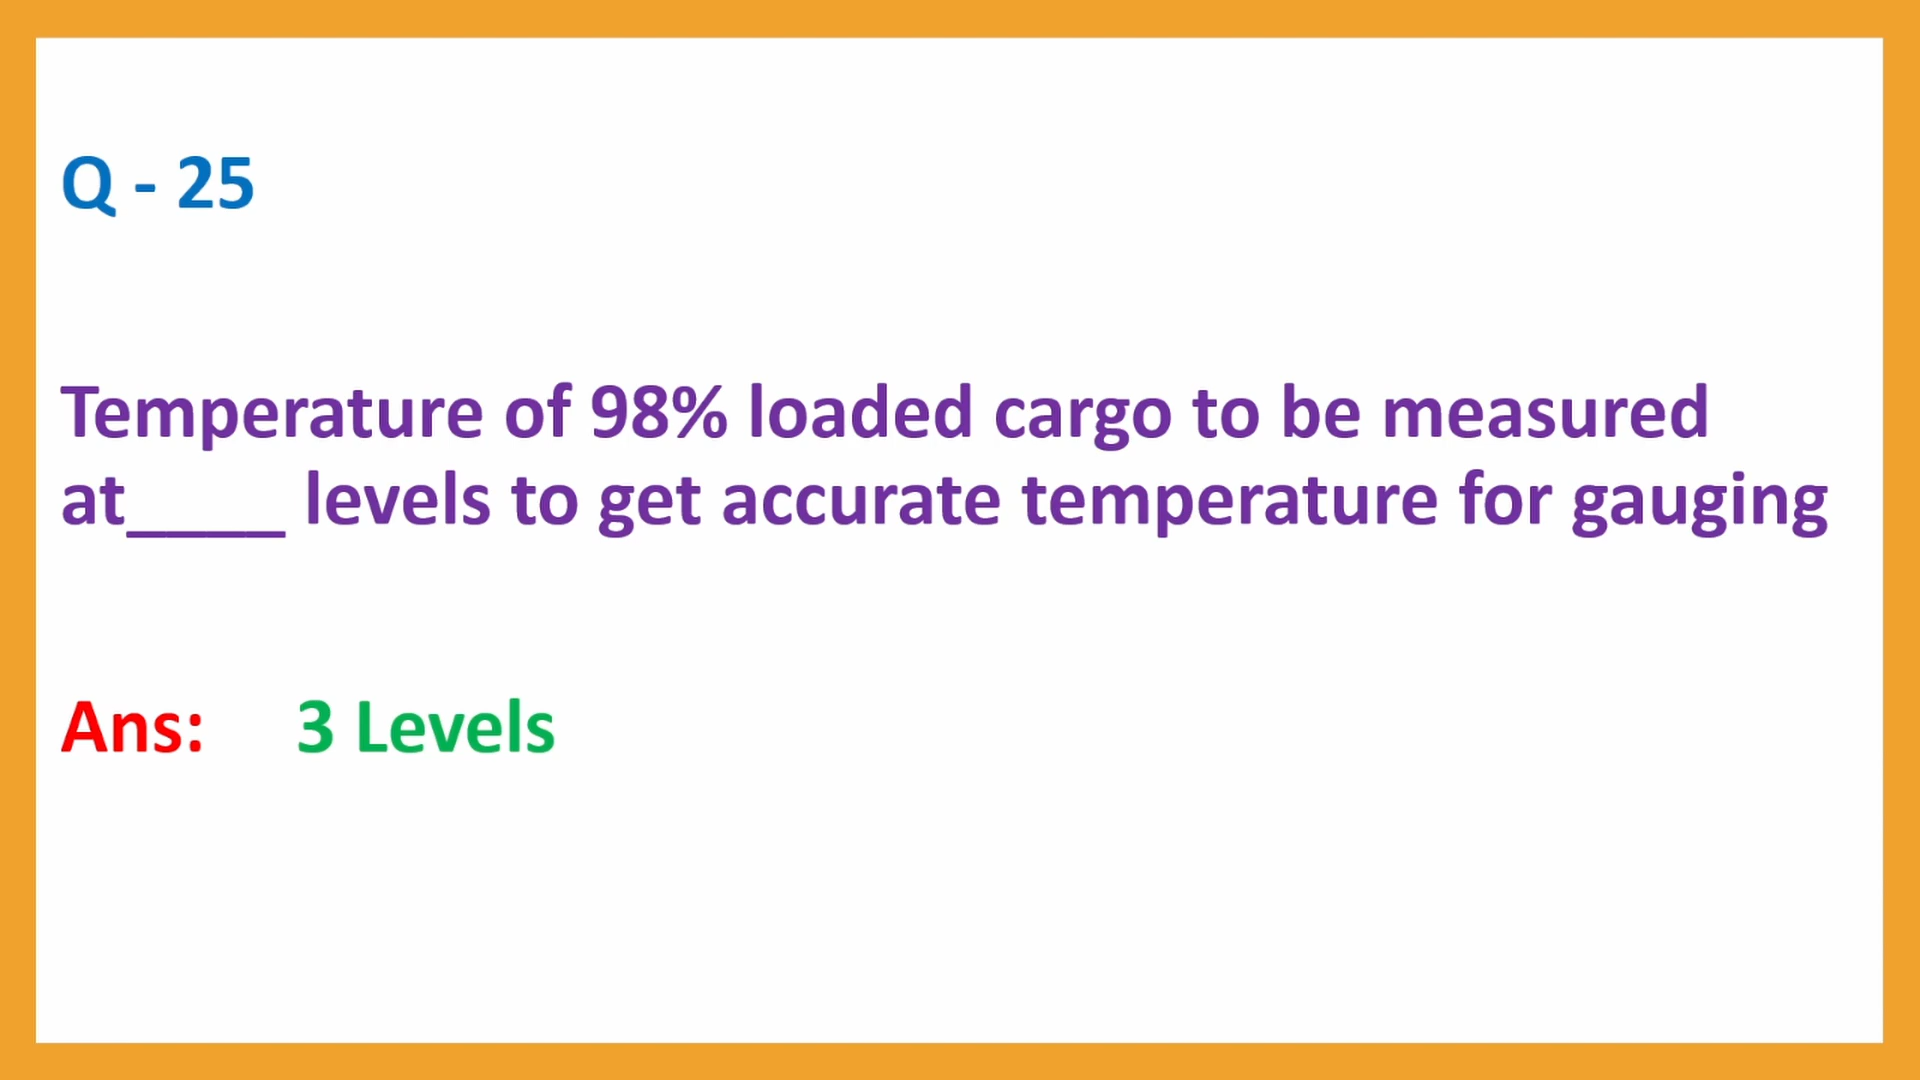 Q - 25
Temperature of 98% loaded cargo to be measured
at____ levels to get accurate temperature for gauging
Ans: 3 Levels